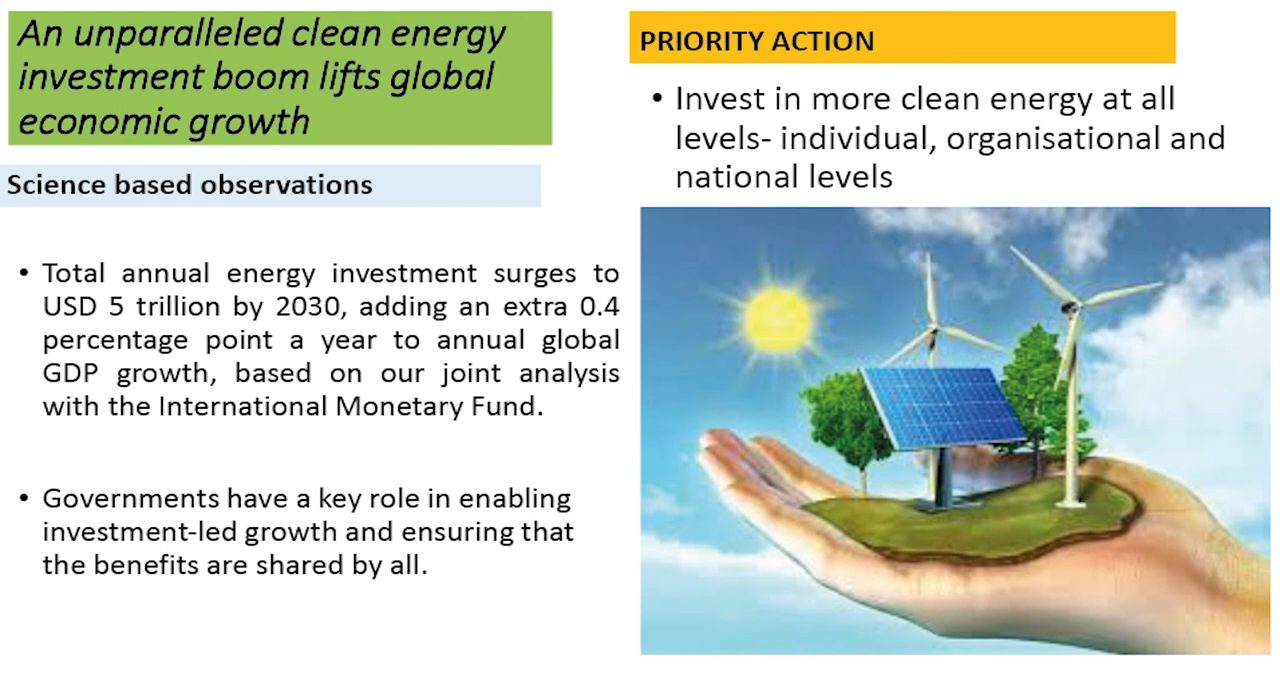 An unparalleled clean energy
investment boom lifts global
economic growth
Science based observations
• Total annual energy investment surges to
USD 5 trillion by 2030, adding an extra 0.4
percentage point a year to annual global
GDP growth, based on our joint analysis
with the International Monetary Fund.
• Governments have a key role in enabling
investment-led growth and ensuring that
the benefits are shared by all.
PRIORITY ACTION
• Invest in more clean energy at all
levels- individual, organisational and
national levels